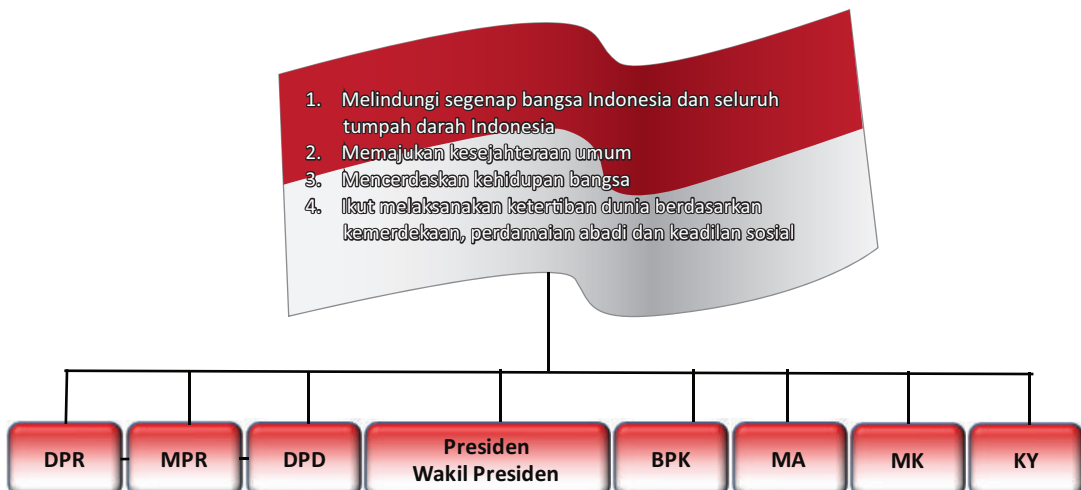 1. Melindungi segenap bangsa Indonesia dan seluruh
tumpah darah Indonesia
2. Memajukan kesejahteraan umum
3. Mencerdaskan kehidupan bangsa
4. Ikut melaksanakan ketertiban dunia berdasarkan
kemerdekaan, perdamaian abadi dan keadilan sosial
DPR
MPR
DPD
Presiden
Wakil Presiden
BPK
MA
MK
KY